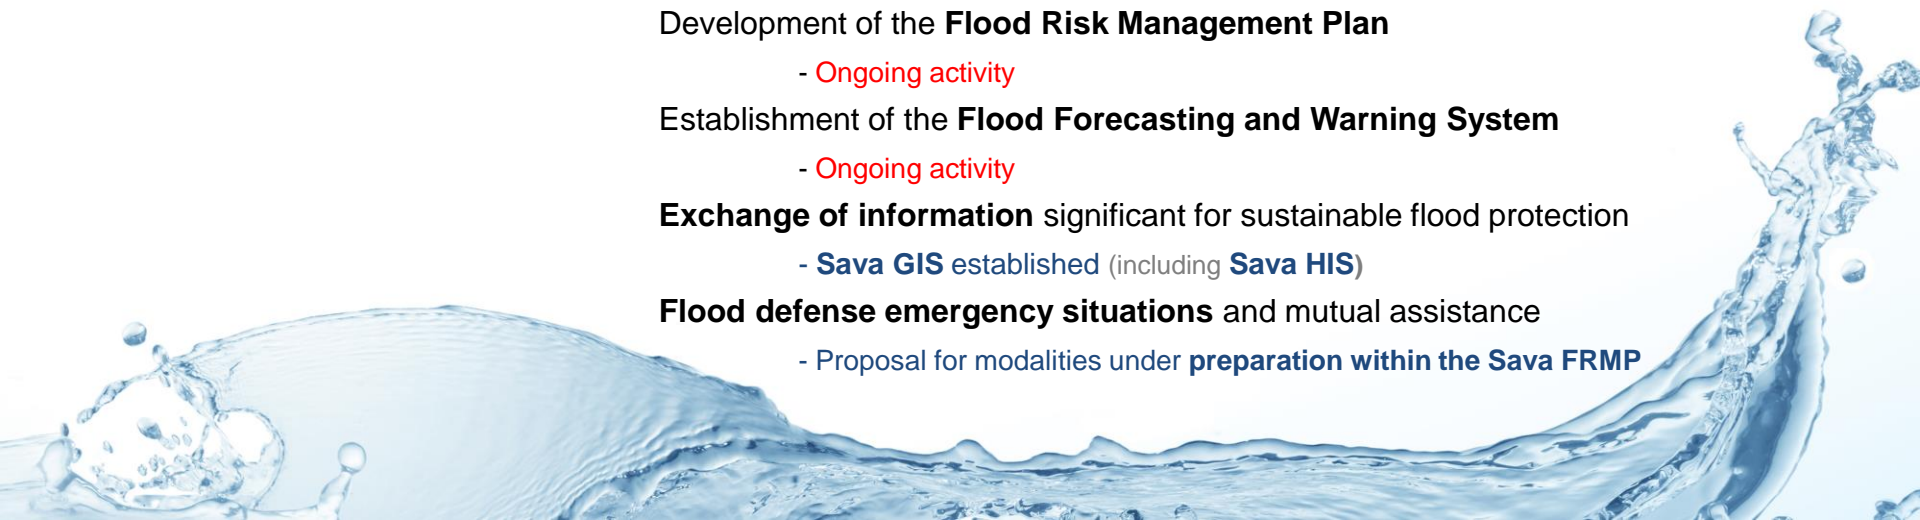 Development of the Flood Risk Management Plan
- Ongoing activity
Establishment of the Flood Forecasting and Warning System
- Ongoing activity
Exchange of information significant for sustainable flood protection
- Sava GIS established (including Sava HIS)
Flood defense emergency situations and mutual assistance
- Proposal for modalities under preparation within the Sava FRMP